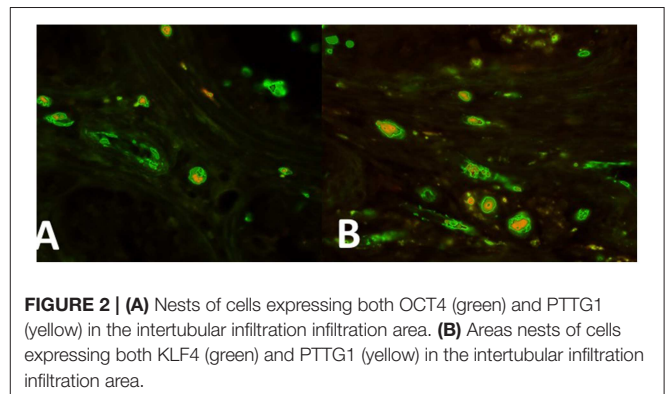 A
B
FIGURE 2 | (A) Nests of cells expressing both OCT4 (green) and PTTG1
(yellow) in the intertubular infiltration infiltration area. (B) Areas nests of cells
expressing both KLF4 (green) and PTTG1 (yellow) in the intertubular infiltration
infiltration area.